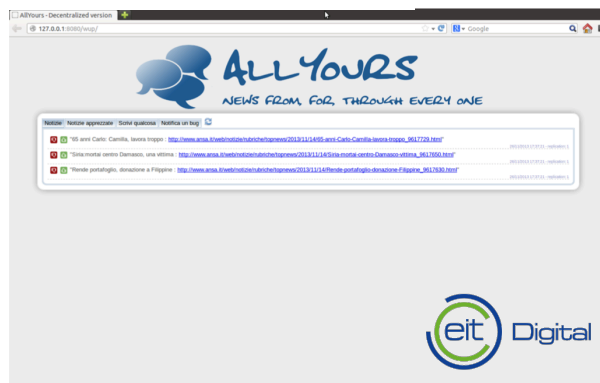 AllYours - Decentralized version
127.0.0.1:8080/wup/
Google
ALL YOURS
NEWS FROM, FOR, THROUGH EVERY ONE
Notizie Notizie apprezzate Scrivi qualcosa Notifica un bug
"65 anni Carlo: Camilla, lavora troppo : http://www.ansa.it/web/notizie/rubriche/topnews/2013/11/14/65-anni-Carlo-Camilla-lavora-troppo_9617729.html"
"Siria:mortai centro Damasco, una vittima : http://www.ansa.it/web/notizie/rubriche/topnews/2013/11/14/Siria-mortai-centro-Damasco-vittima_9617650.html"
"Rende portafoglio, donazione a Filippine : http://www.ansa.it/web/notizie/rubriche/topnews/2013/11/14/Rende-portafoglio-donazione-Filippine_9617630.html"
eit Digital